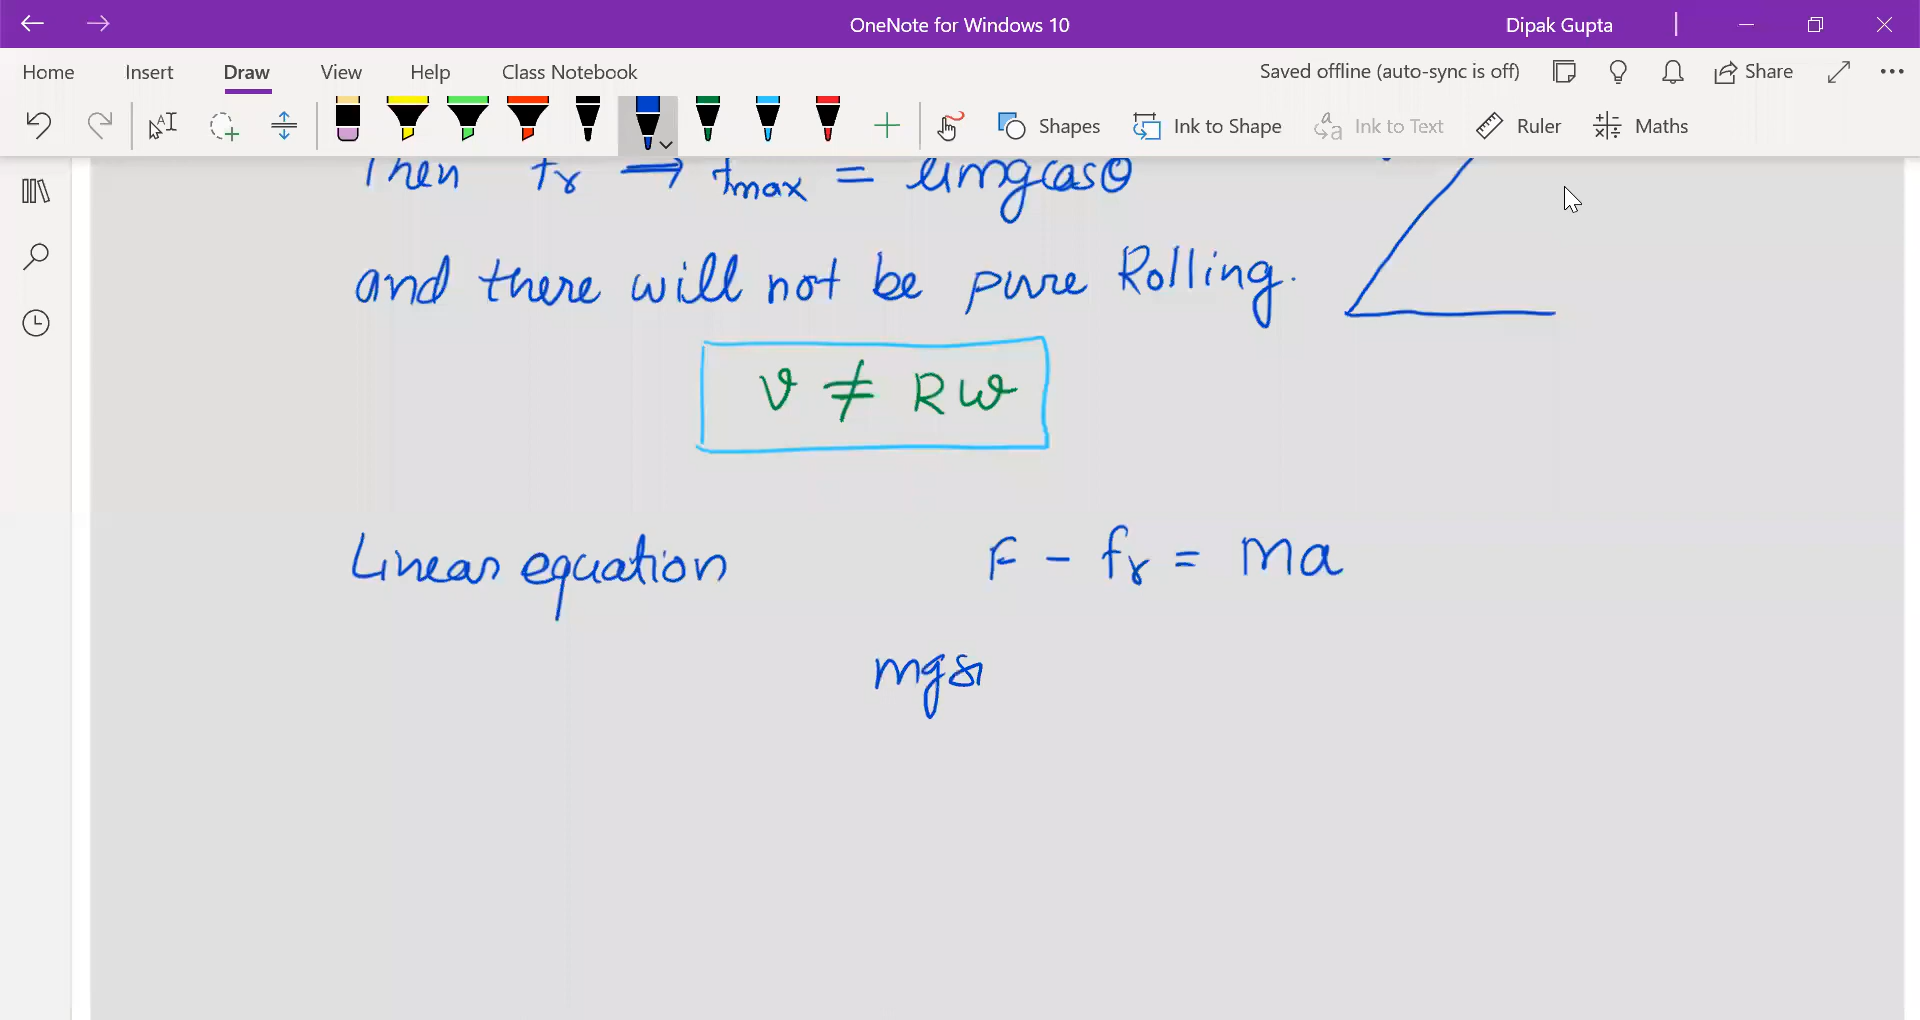 OneNote for Windows 10
Dipak Gupta
Home Insert Draw View Help Class Notebook
Saved offline (auto-sync is off) Share
Shapes Ink to Shape Ink to Text Ruler Maths
Then fr → fmax = μmgcosθ
and there will not be pure Rolling.
v ≠ Rω
Linear equation F - fr = Ma
mgsi